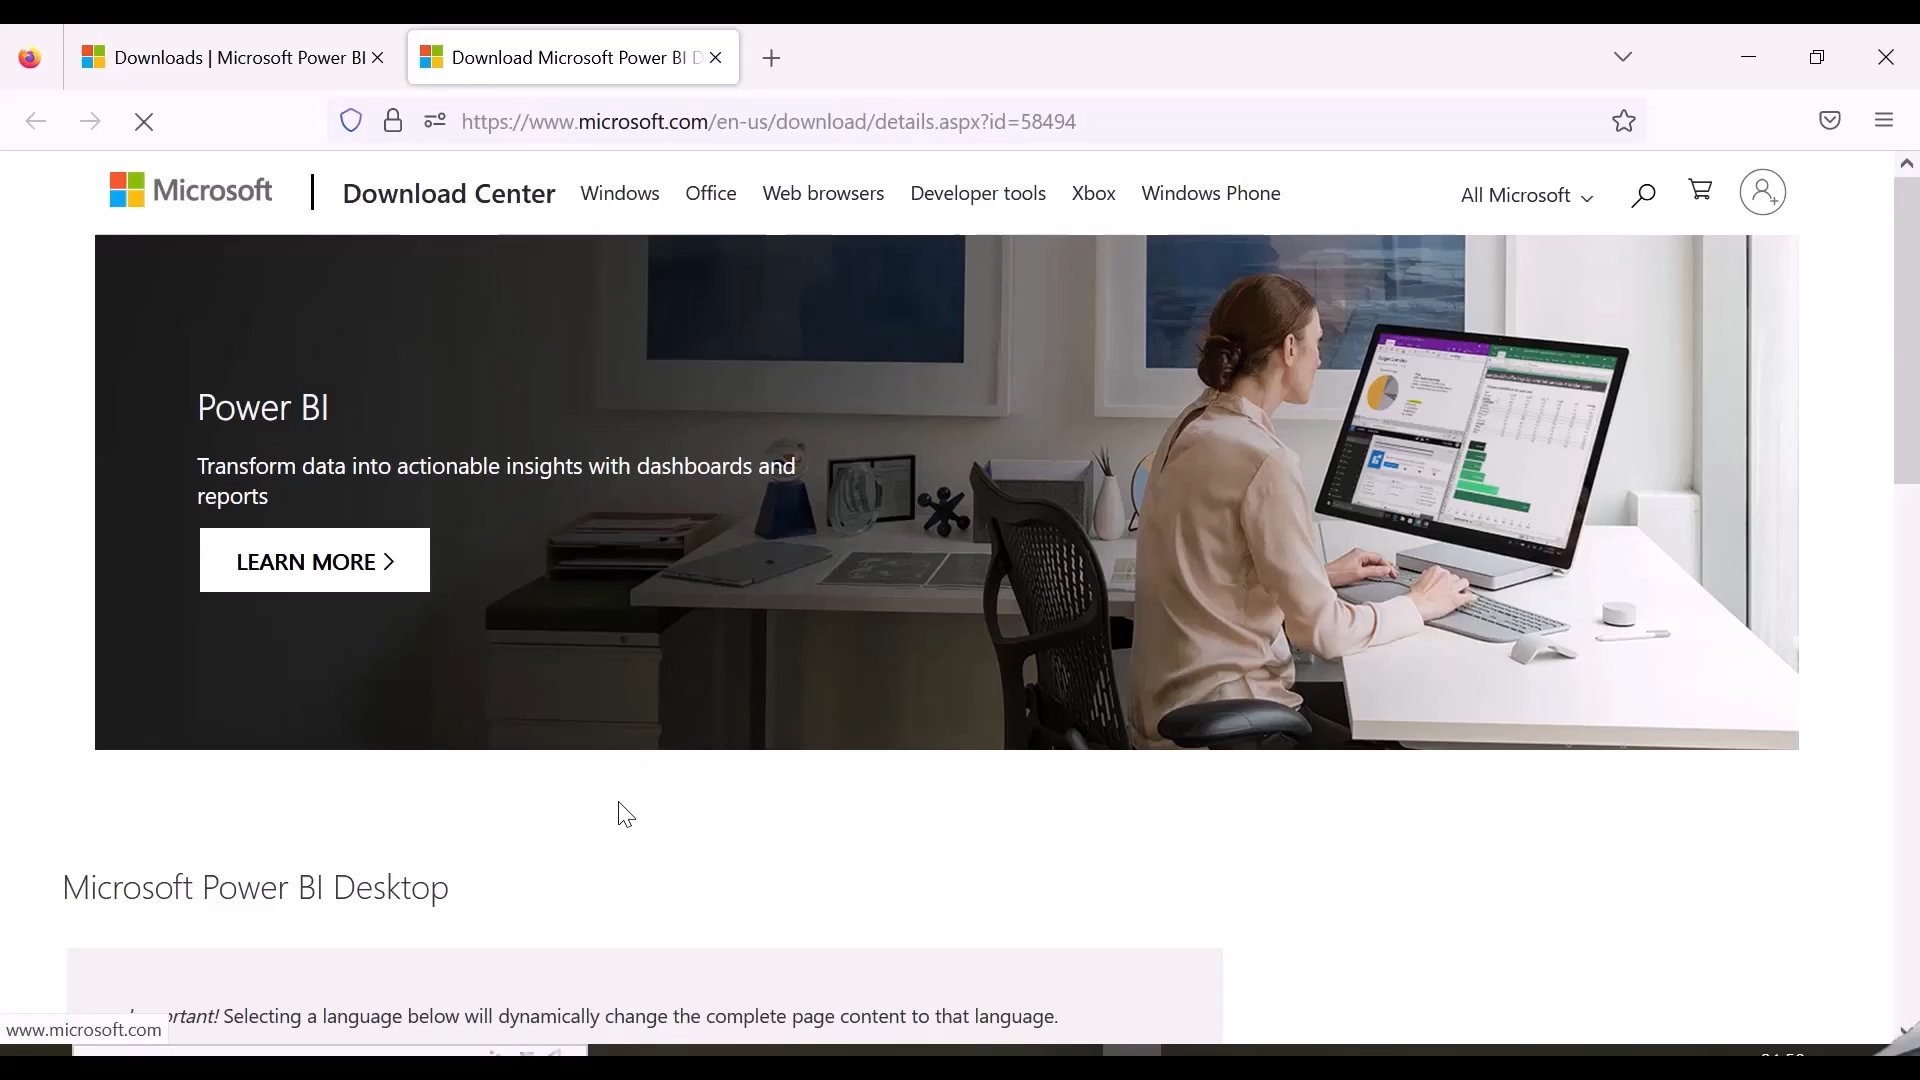 Downloads | Microsoft Power BI
Download Microsoft Power BI D
https://www.microsoft.com/en-us/download/details.aspx?id=58494
Microsoft
Download Center
Windows
Office
Web browsers
Developer tools
Xbox
Windows Phone
All Microsoft
Power BI
Transform data into actionable insights with dashboards and
reports
LEARN MORE
Microsoft Power BI Desktop
Selecting a language below will dynamically change the complete page content to that language.
www.microsoft.com